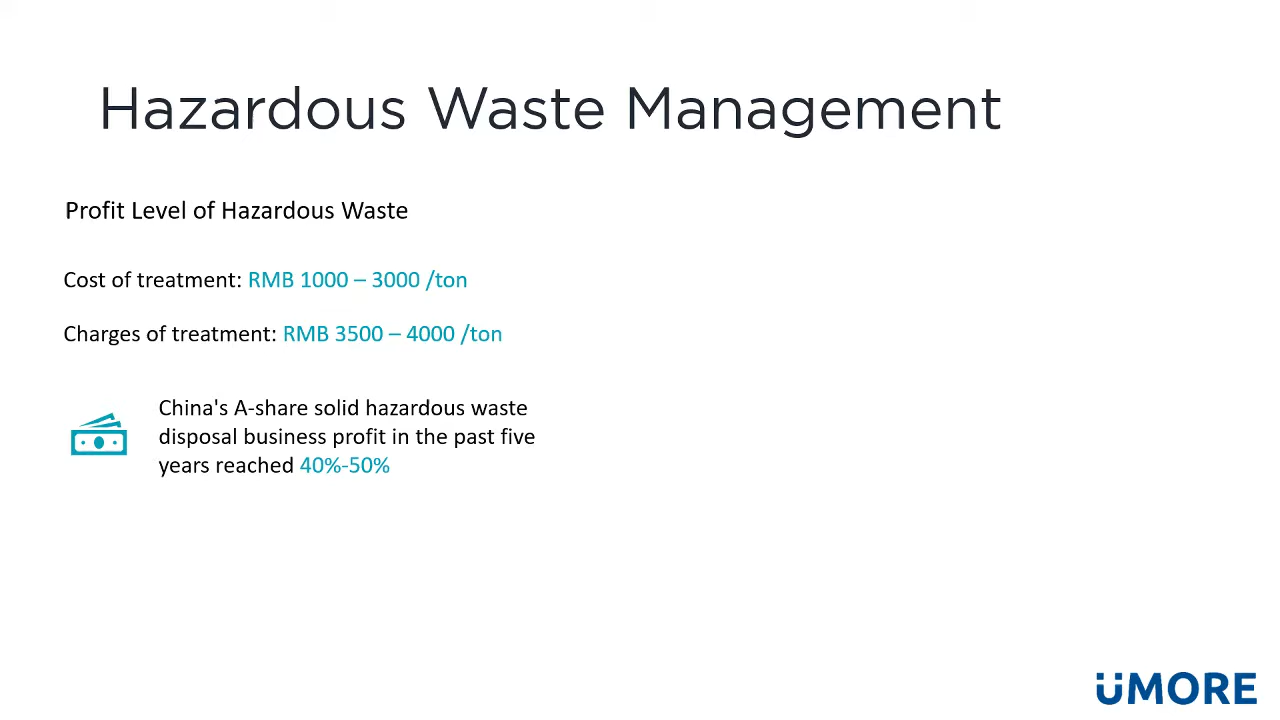 Hazardous Waste Management
Profit Level of Hazardous Waste
Cost of treatment: RMB 1000 – 3000 /ton
Charges of treatment: RMB 3500 – 4000 /ton
China's A-share solid hazardous waste
disposal business profit in the past five
years reached 40%-50%
ÜMORE